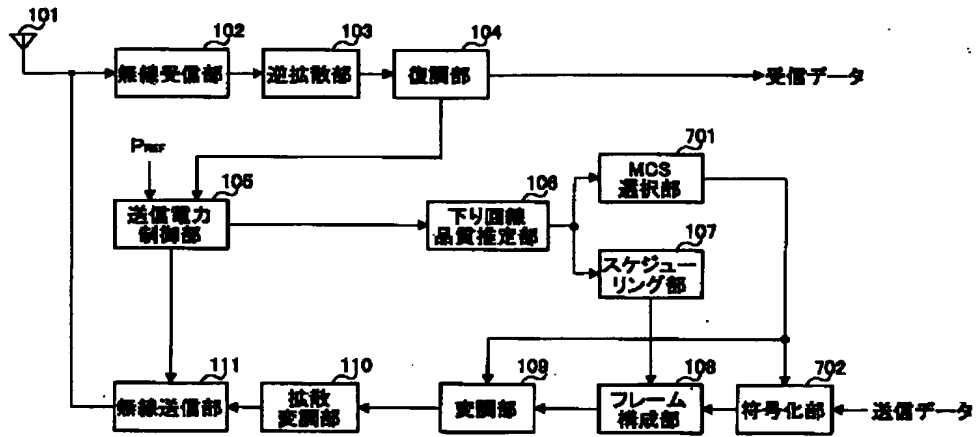 101
102
無線受信部
103
逆拡散部
104
復調部
受信データ
PREF
105
送信電力
制御部
106
下り回線
品質推定部
701
MCS
選択部
107
スケジュー
リング部
111
無線送信部
110
拡散
変調部
109
変調部
108
フレーム
構成部
702
符号化部
送信データ